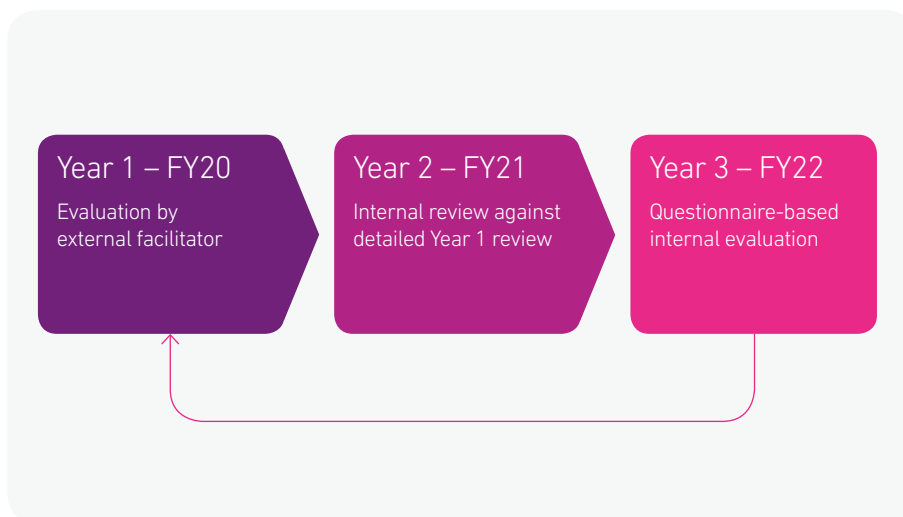 Year 1 – FY20
Evaluation by
external facilitator
Year 2 – FY21
Internal review against
detailed Year 1 review
Year 3 – FY22
Questionnaire-based
internal evaluation